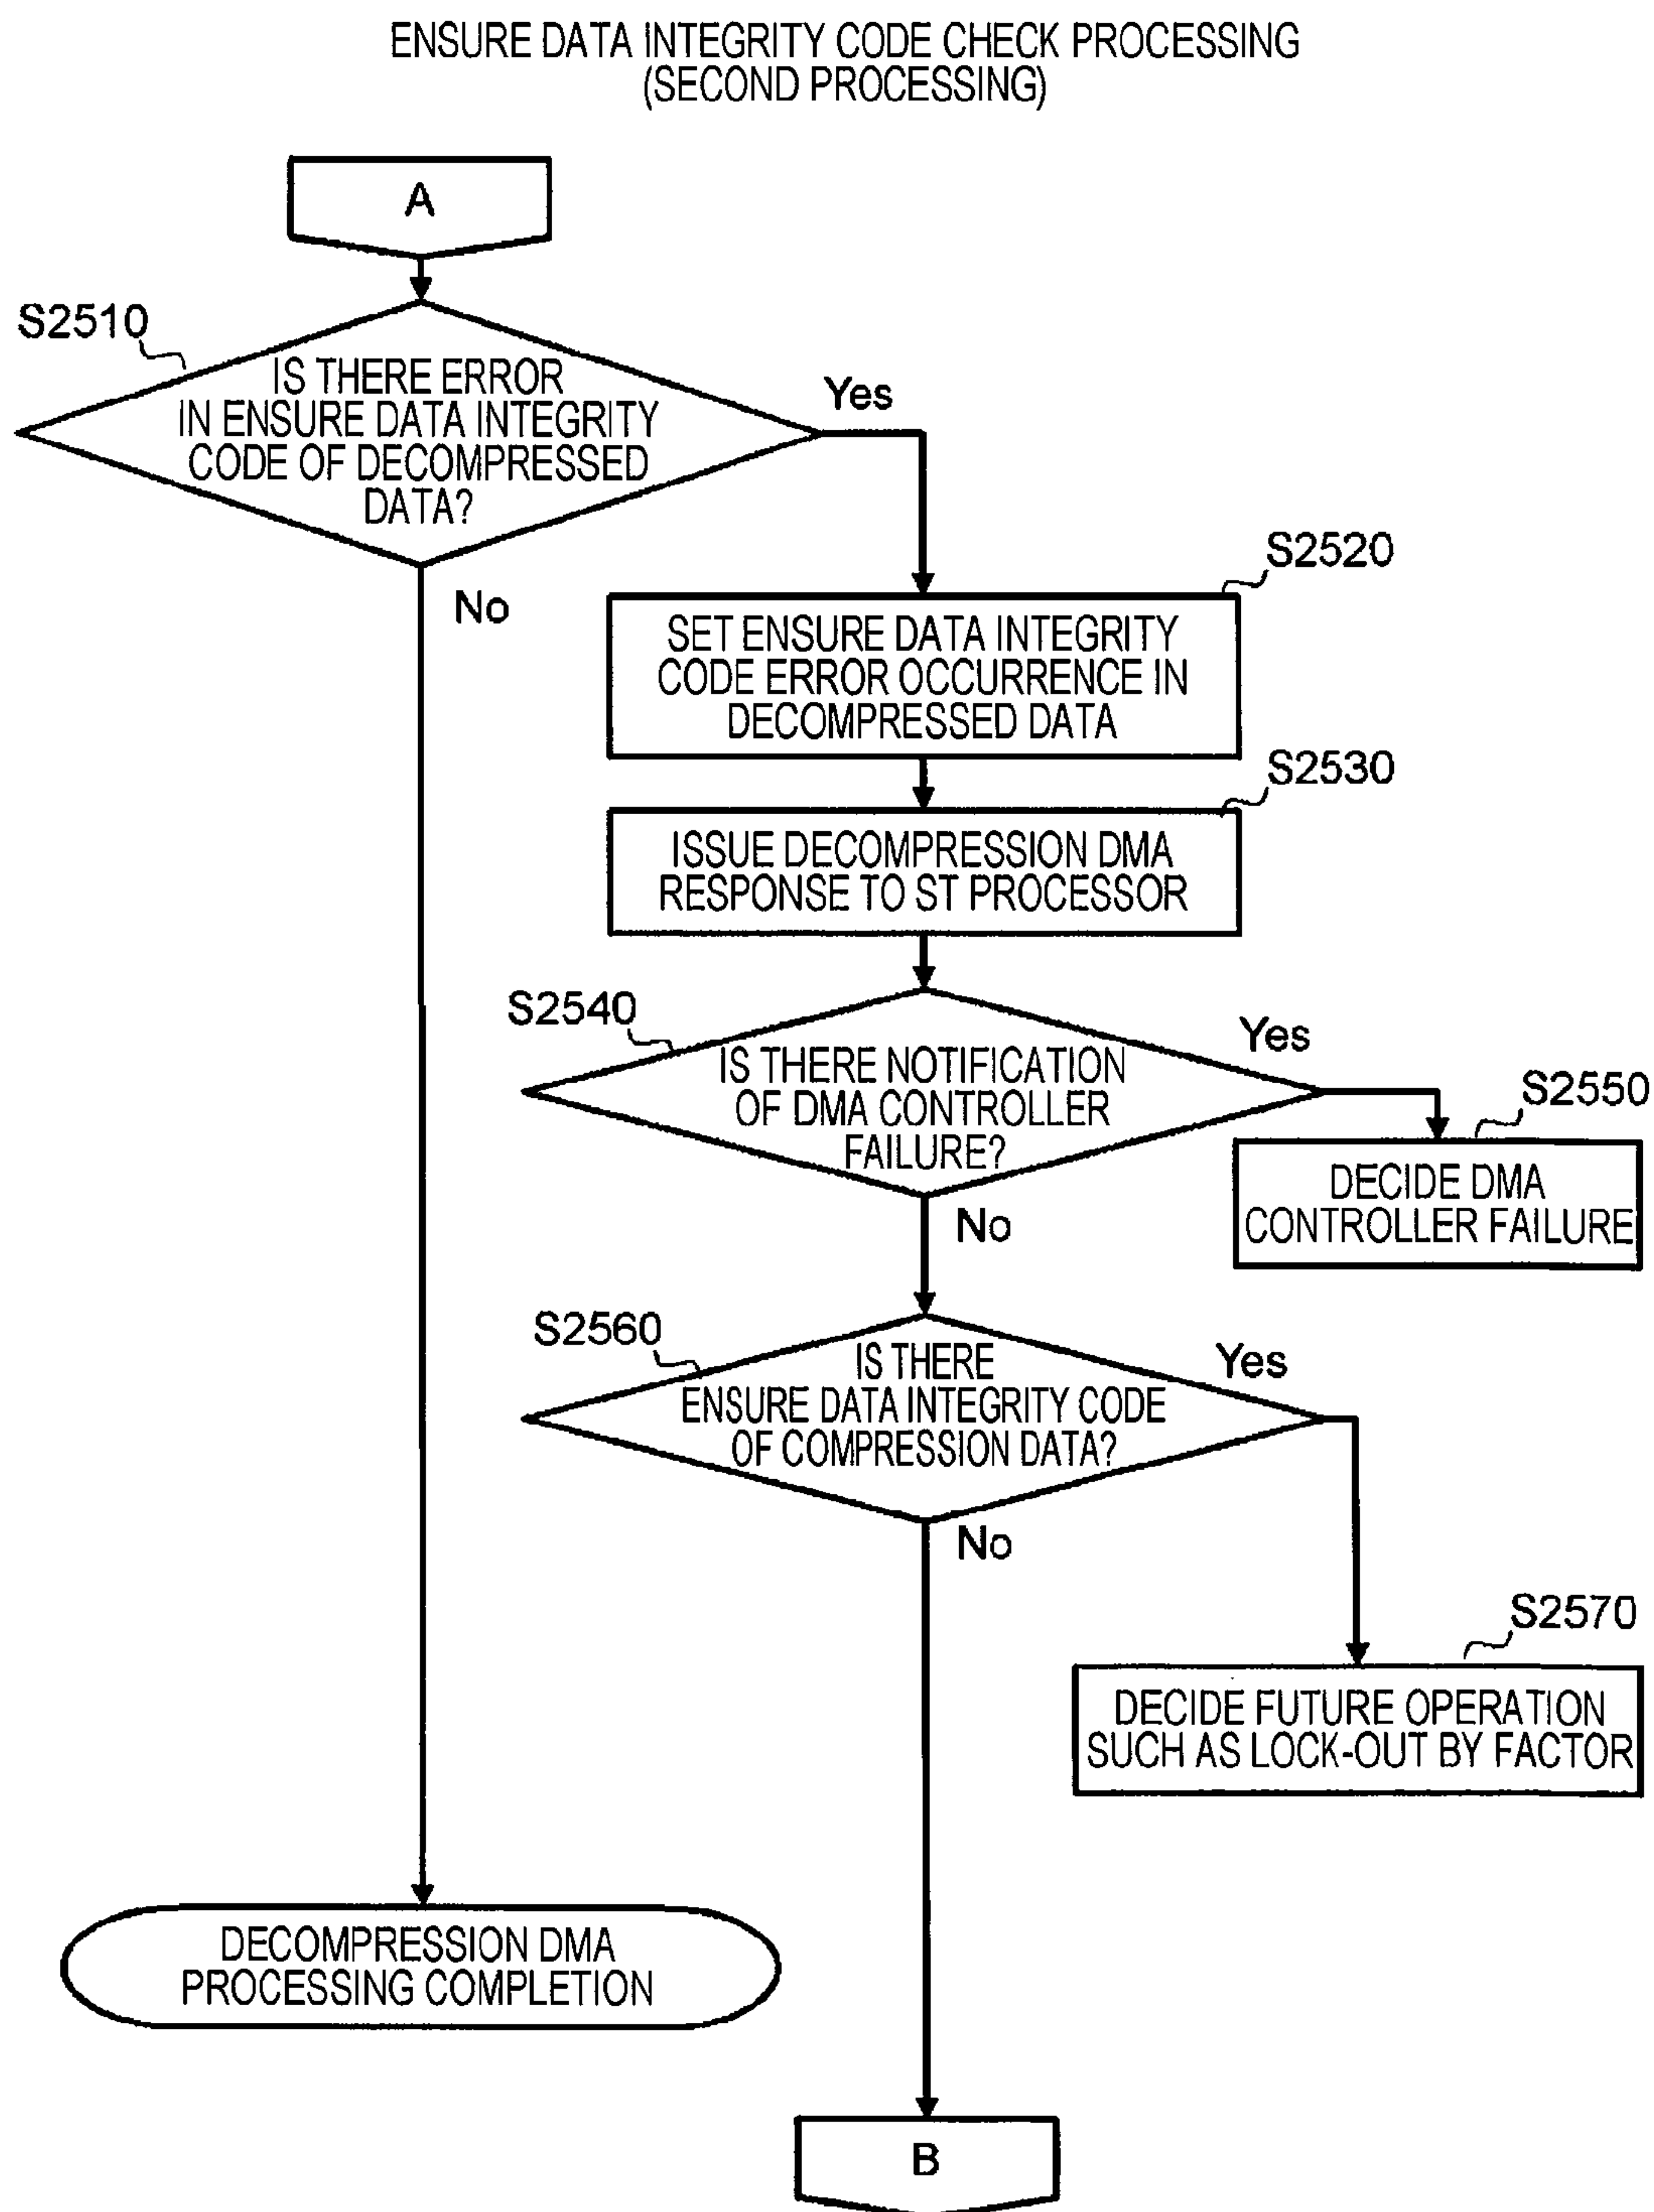 ENSURE DATA INTEGRITY CODE CHECK PROCESSING
(SECOND PROCESSING)
A
S2510
IS THERE ERROR
IN ENSURE DATA INTEGRITY
CODE OF DECOMPRESSED
DATA?
Yes
No
S2520
SET ENSURE DATA INTEGRITY
CODE ERROR OCCURRENCE IN
DECOMPRESSED DATA
S2530
ISSUE DECOMPRESSION DMA
RESPONSE TO ST PROCESSOR
S2540
IS THERE NOTIFICATION
OF DMA CONTROLLER
FAILURE?
Yes
No
S2550
DECIDE DMA
CONTROLLER FAILURE
S2560
IS THERE
ENSURE DATA INTEGRITY CODE
OF COMPRESSION DATA?
Yes
No
S2570
DECIDE FUTURE OPERATION
SUCH AS LOCK-OUT BY FACTOR
DECOMPRESSION DMA
PROCESSING COMPLETION
B